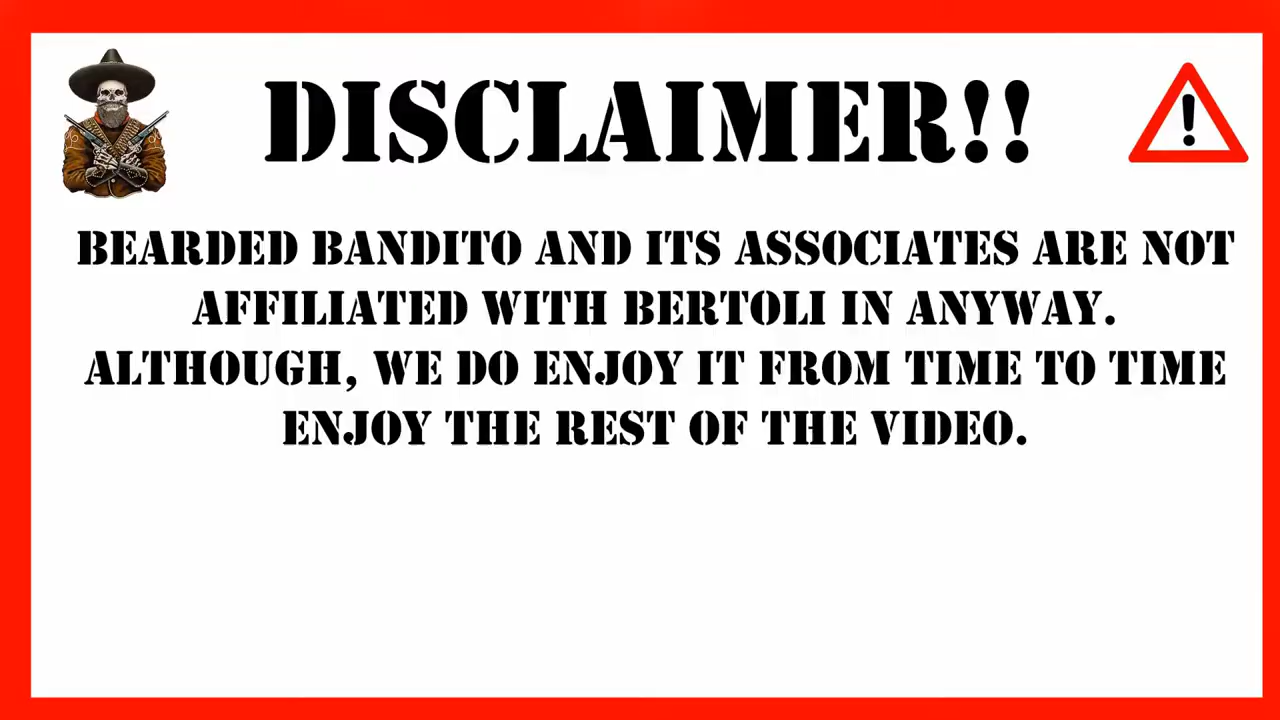 DISCLAIMER!!
BEARDED BANDITO AND ITS ASSOCIATES ARE NOT
AFFILIATED WITH BERTOLI IN ANYWAY.
ALTHOUGH, WE DO ENJOY IT FROM TIME TO TIME
ENJOY THE REST OF THE VIDEO.